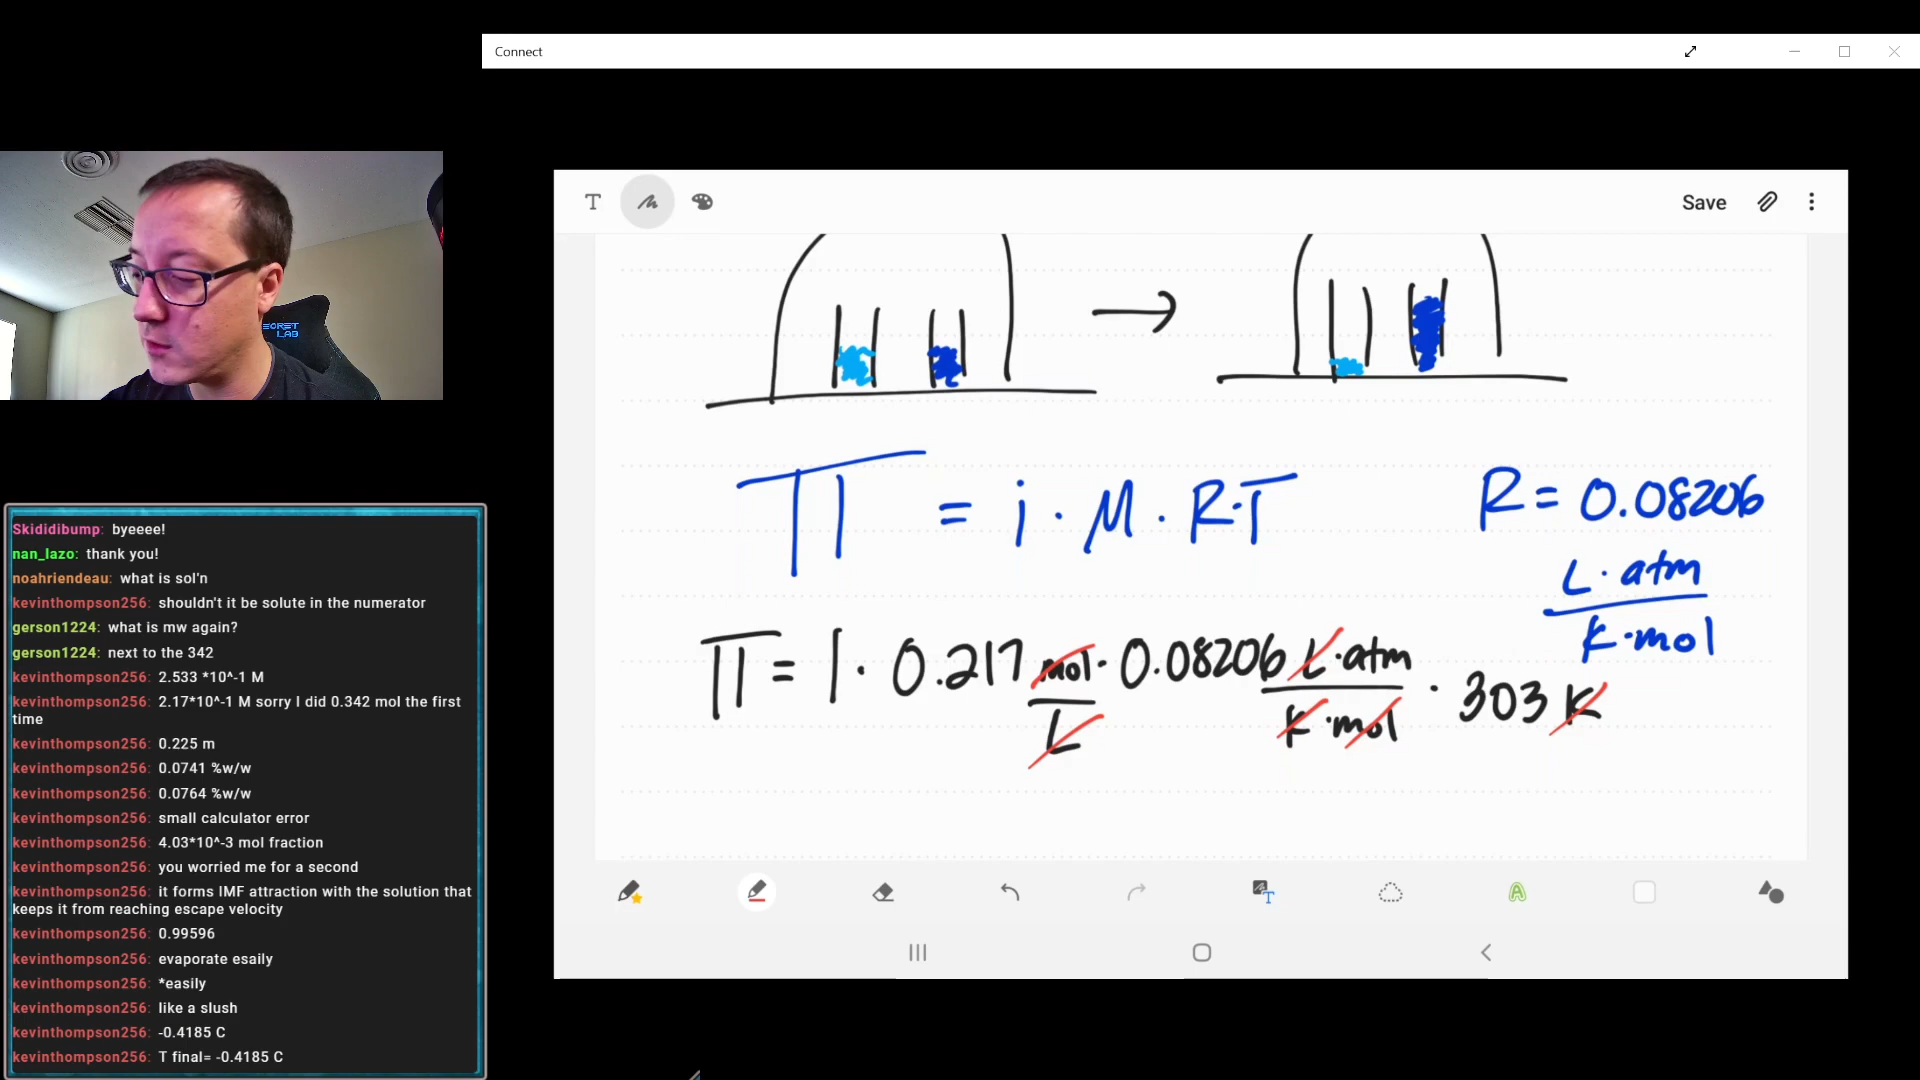 Connect
Save
Π = i · M · R·T
R = 0.08206
L · atm
K · mol
Π = 1 · 0.217 mol · 0.08206 L · atm · 303 K
L
K · mol
LAB
Skididibump: byeeee!
nan_lazo: thank you!
noahriendeau: what is sol'n
kevinthompson256: shouldn't it be solute in the numerator
gerson1224: what is mw again?
gerson1224: next to the 342
kevinthompson256: 2.533 *10^-1 M
kevinthompson256: 2.17*10^-1 M sorry I did 0.342 mol the first
time
kevinthompson256: 0.225 m
kevinthompson256: 0.0741 %w/w
kevinthompson256: 0.0764 %w/w
kevinthompson256: small calculator error
kevinthompson256: 4.03*10^-3 mol fraction
kevinthompson256: you worried me for a second
kevinthompson256: it forms IMF attraction with the solution that
keeps it from reaching escape velocity
kevinthompson256: 0.99596
kevinthompson256: evaporate esaily
kevinthompson256: *easily
kevinthompson256: like a slush
kevinthompson256: -0.4185 C
kevinthompson256: T final= -0.4185 C